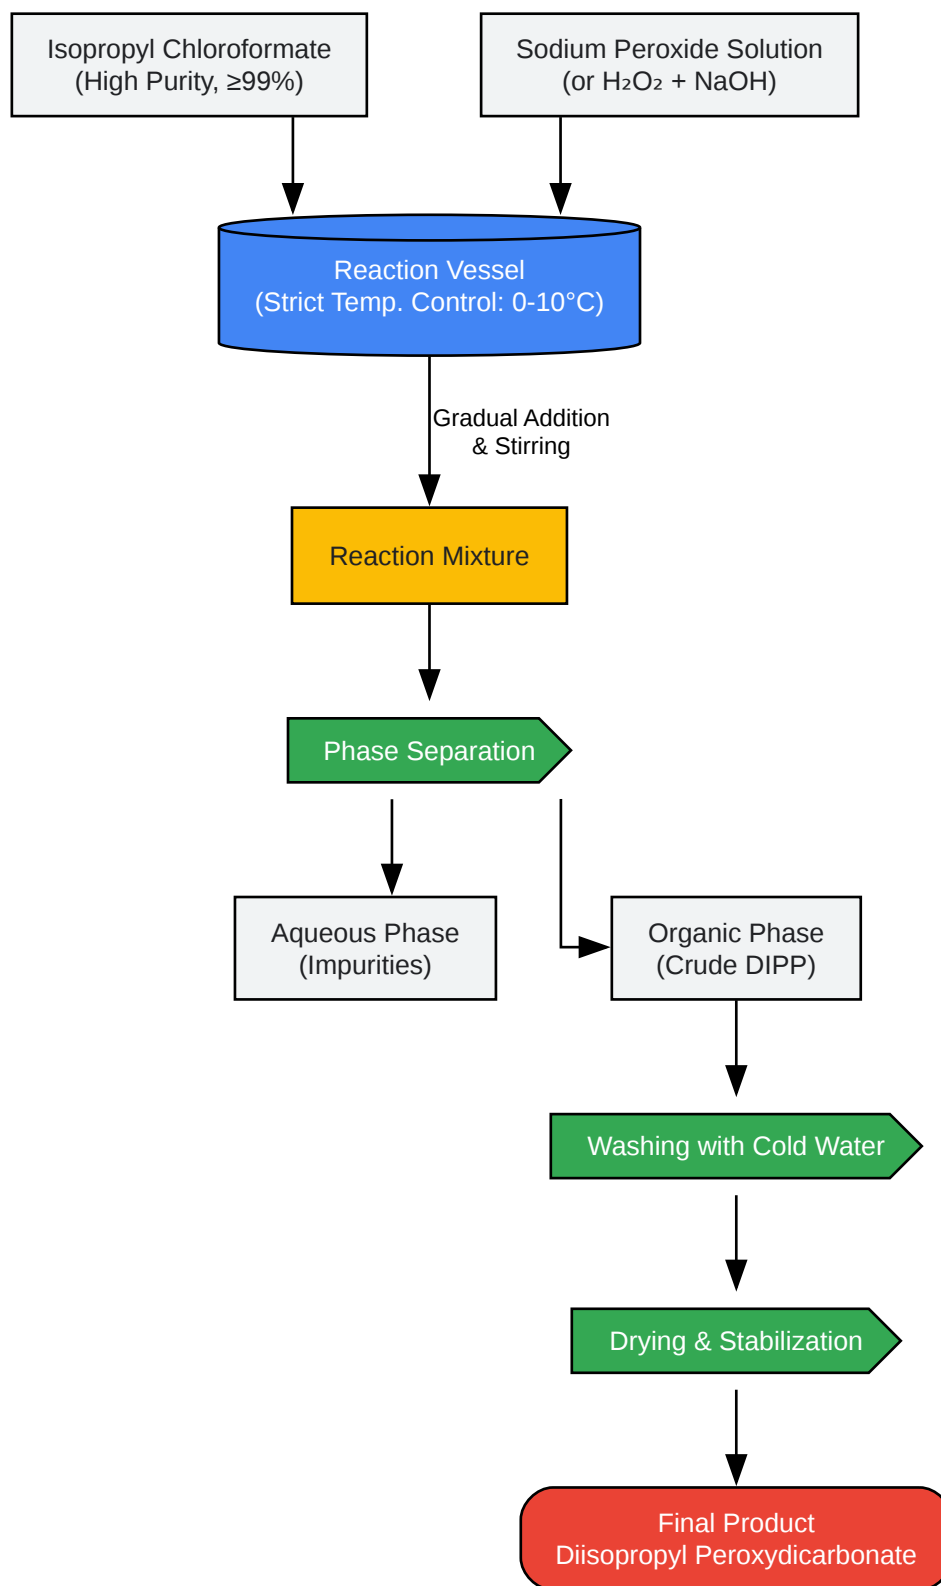 Isopropyl Chloroformate
(High Purity, ≥99%)
Sodium Peroxide Solution
(or H₂O₂ + NaOH)
Reaction Vessel
(Strict Temp. Control: 0-10°C)
Gradual Addition
& Stirring
Reaction Mixture
Phase Separation
Aqueous Phase
(Impurities)
Organic Phase
(Crude DIPP)
Washing with Cold Water
Drying & Stabilization
Final Product
Diisopropyl Peroxydicarbonate